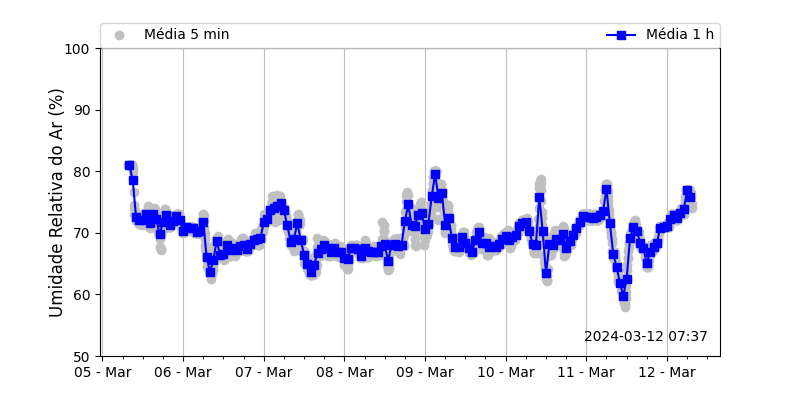 Média 5 min
Média 1 h
100
90
80
70
60
50
Umidade Relativa do Ar (%)
2024-03-12 07:37
05 - Mar
06 - Mar
07 - Mar
08 - Mar
09 - Mar
10 - Mar
11 - Mar
12 - Mar